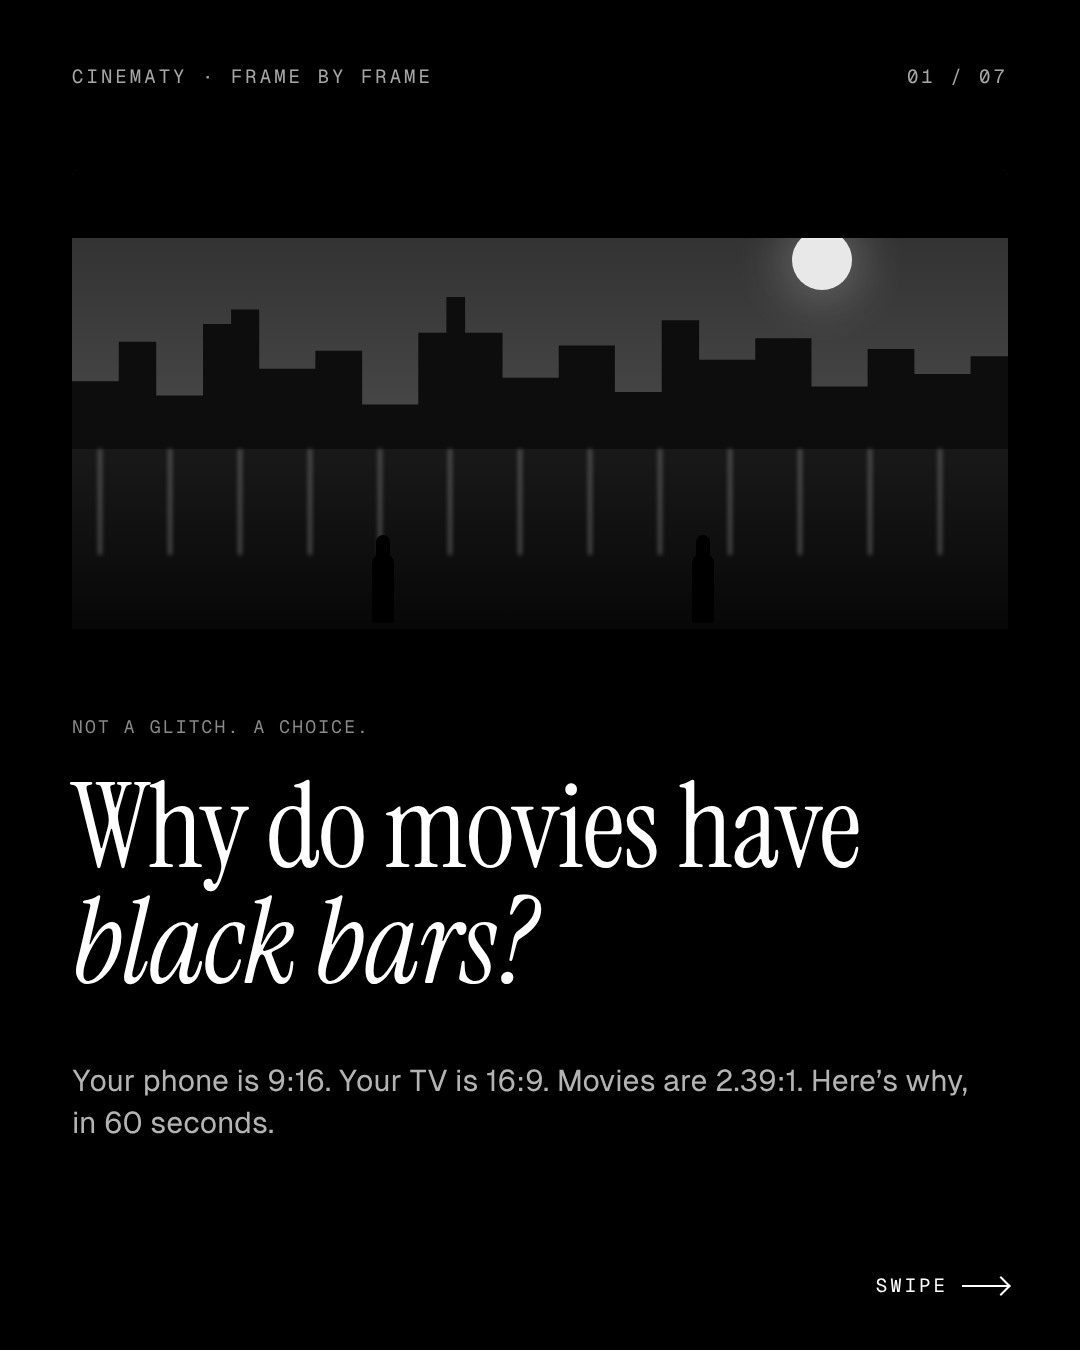 CINEMATY · FRAME BY FRAME
01 / 07
NOT A GLITCH. A CHOICE.
Why do movies have
black bars?
Your phone is 9:16. Your TV is 16:9. Movies are 2.39:1. Here’s why,
in 60 seconds.
SWIPE